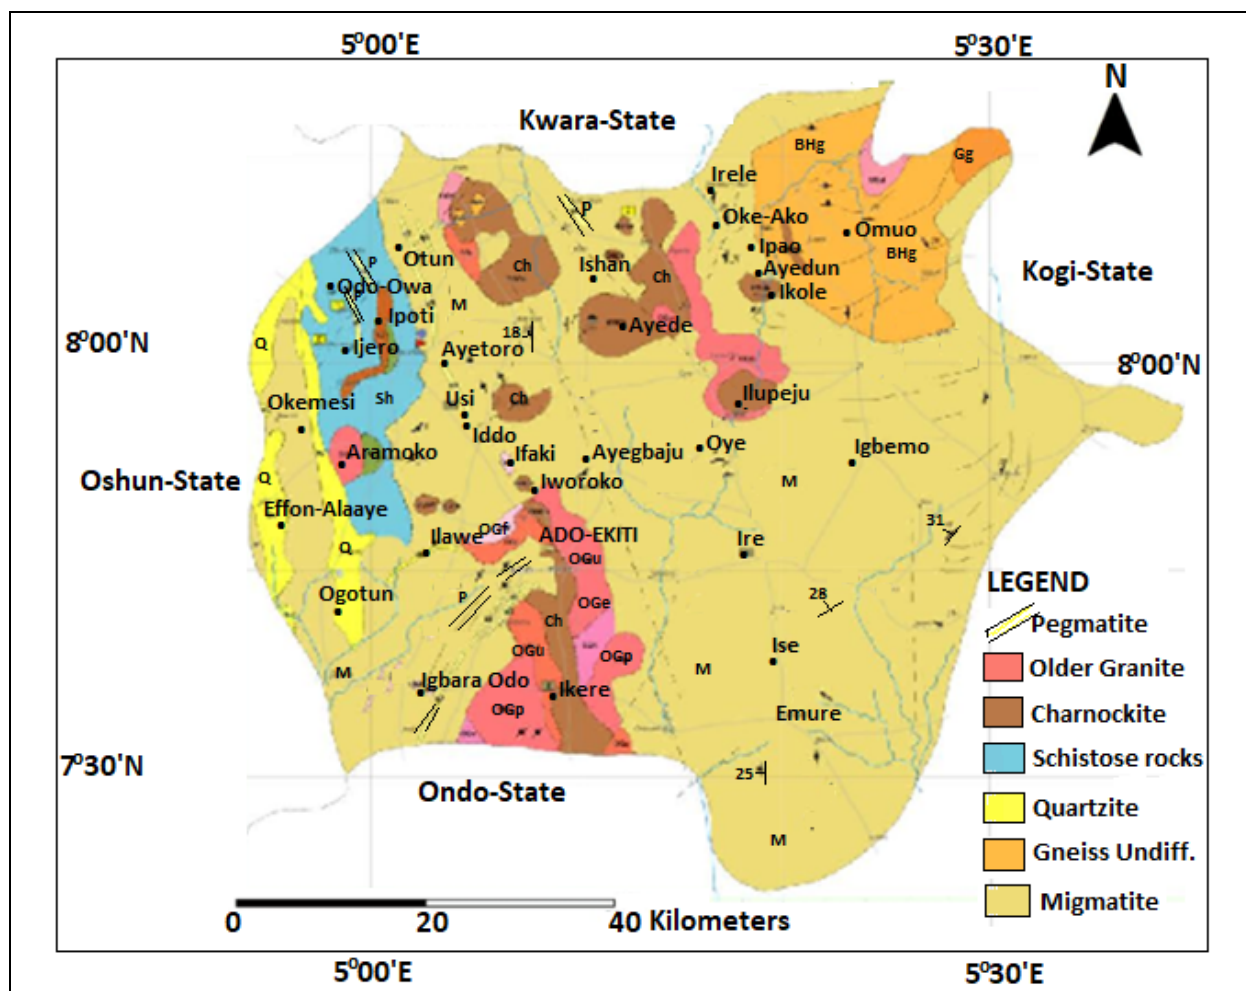 5⁰00'E
5⁰30'E
N
Kwara-State
BHg
Gg
Irele
P
Oke-Ako
Omuo
Otun
Ipao
P
Ch
Ishan
Ch
Ayedun
BHg
Kogi-State
Odo-Owa
P
M
Ikole
Ipoti
18
Ayede
8⁰00'N
Q
Ijero
Ayetoro
8⁰00'N
Okemesi
Sh
Usi
Ch
Ilupeju
Iddo
Aramoko
Ifaki
Ayegbaju
Oye
Igbemo
Oshun-State
Q
Iworoko
M
Effon-Alaaye
OGf
ADO-EKITI
31
Q
Ilawe
OGu
Ire
Ogotun
P
OGe
28
Ch
OGu
OGp
Ise
M
M
Igbara Odo
Ikere
OGp
Emure
7⁰30'N
Ondo-State
25
M
LEGEND
Pegmatite
Older Granite
Charnockite
Schistose rocks
Quartzite
Gneiss Undiff.
Migmatite
0 20 40 Kilometers
5⁰00'E
5⁰30'E